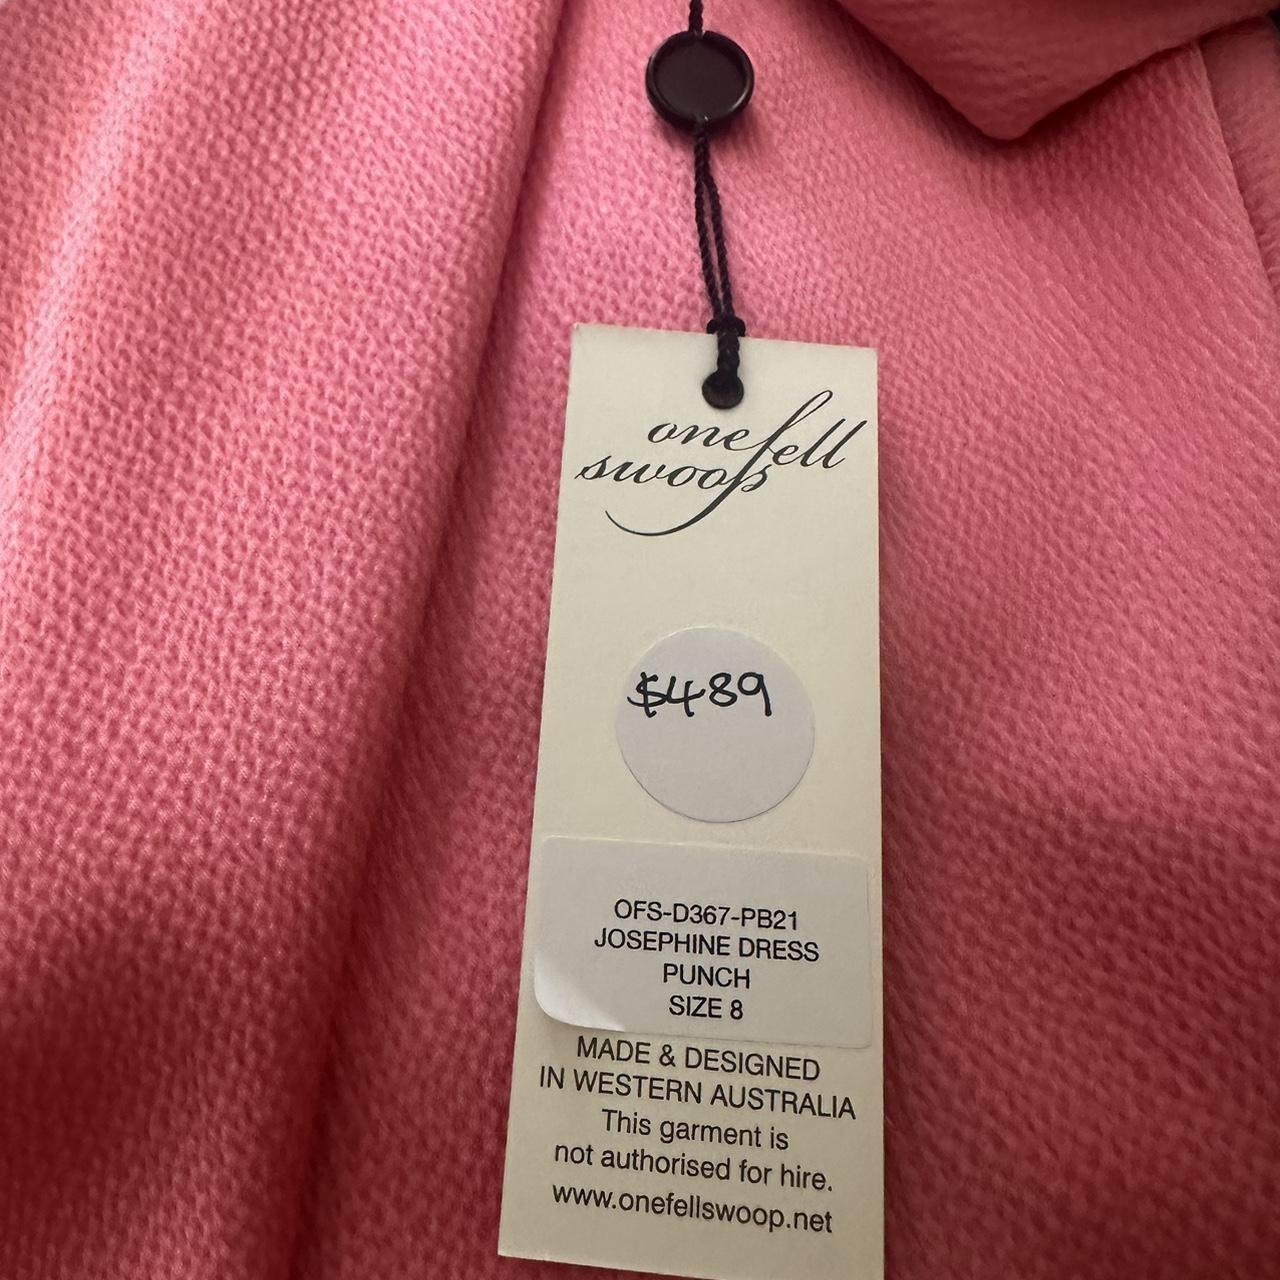 one fell
swoop
$489
OFS-D367-PB21
JOSEPHINE DRESS
PUNCH
SIZE 8
MADE & DESIGNED
IN WESTERN AUSTRALIA
This garment is
not authorised for hire.
www.onefellswoop.net